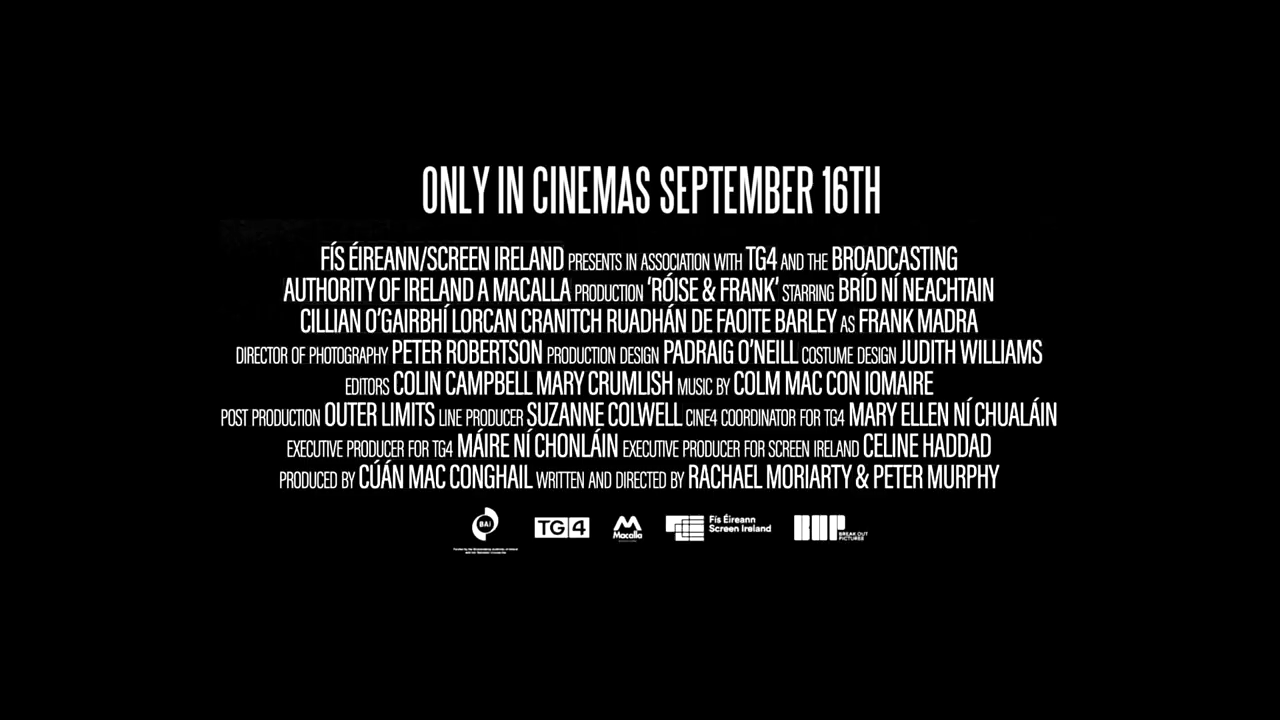 ONLY IN CINEMAS SEPTEMBER 16TH
FÍS ÉIREANN/SCREEN IRELAND PRESENTS IN ASSOCIATION WITH TG4 AND THE BROADCASTING
AUTHORITY OF IRELAND A MACALLA PRODUCTION 'RÓISE & FRANK' STARRING BRÍD NÍ NEACHTAIN
CILLIAN O'GAIRBHÍ LORCAN CRANITCH RUADHÁN DE FAOITE BARLEY AS FRANK MADRA
DIRECTOR OF PHOTOGRAPHY PETER ROBERTSON PRODUCTION DESIGN PADRAIG O'NEILL COSTUME DESIGN JUDITH WILLIAMS
EDITORS COLIN CAMPBELL MARY CRUMLISH MUSIC BY COLM MAC CON IOMAIRE
POST PRODUCTION OUTER LIMITS LINE PRODUCER SUZANNE COLWELL CINE4 COORDINATOR FOR TG4 MARY ELLEN NÍ CHUALÁIN
EXECUTIVE PRODUCER FOR TG4 MÁIRE NÍ CHONLÁIN EXECUTIVE PRODUCER FOR SCREEN IRELAND CELINE HADDAD
PRODUCED BY CÚÁN MAC CONGHAIL WRITTEN AND DIRECTED BY RACHAEL MORIARTY & PETER MURPHY
BAI TG4 Macalla Fís Éireann BOP BREAK OUT
Screen Ireland PICTURES